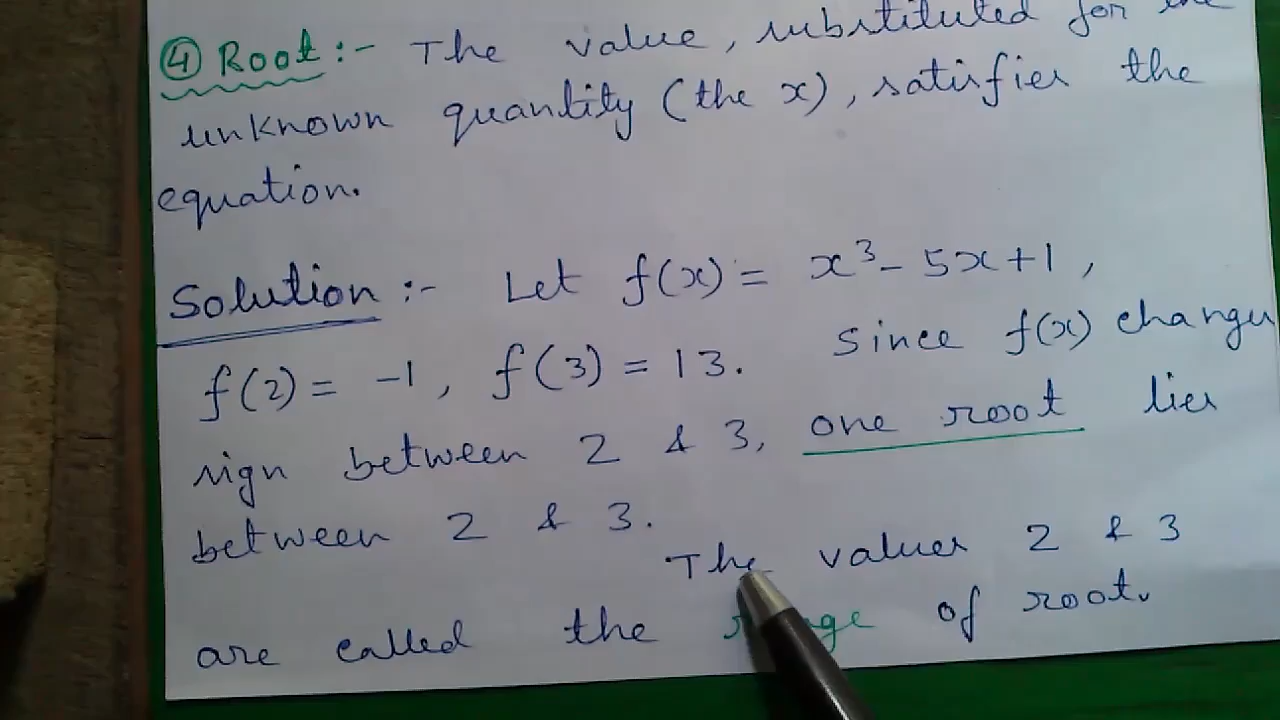 ④ Root :- The value, substituted for the
unknown quantity (the x), satisfies the
equation.
Solution :- Let f(x) = x³ - 5x + 1 ,
f(2) = -1 , f(3) = 13. Since f(x) changes
sign between 2 & 3, one root lies
between 2 & 3.
The values 2 & 3
are called the of root.